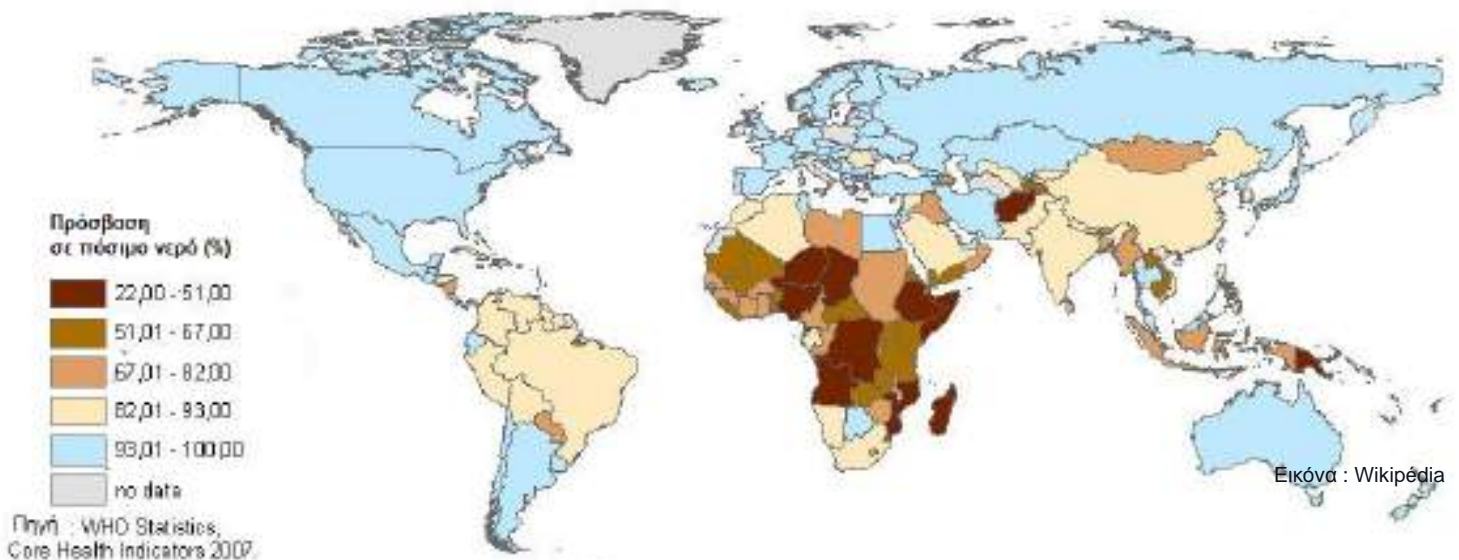 Πρόσβαση
σε πόσιμο νερό (%)
22,00 - 51,00
51,01 - 67,00
67,01 - 82,00
82,01 - 93,00
93,01 - 100,00
no data
Πηγή : WHO Statistics,
Core Health Indicators 2007.
Εικόνα : Wikipédia